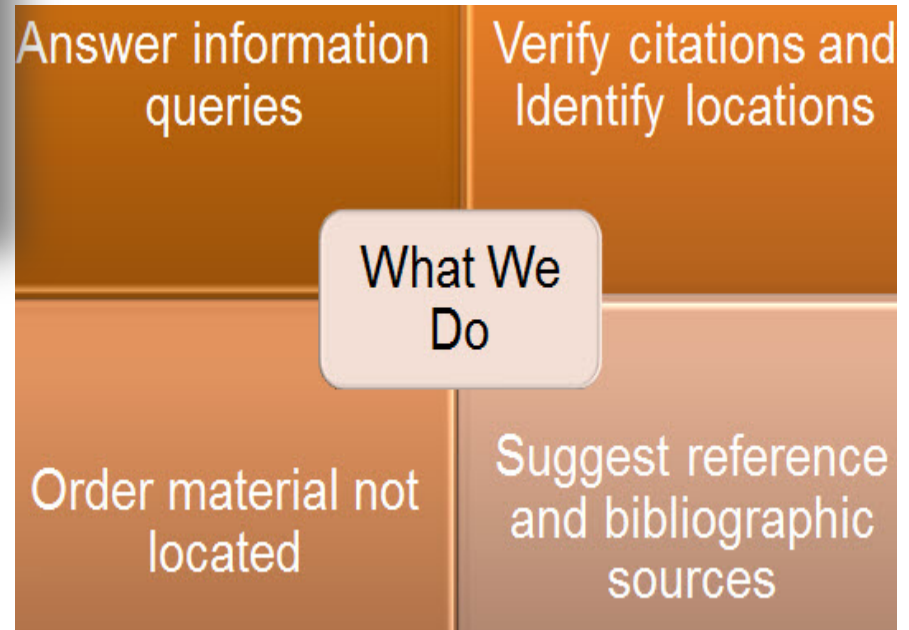 Answer information
queries
Verify citations and
Identify locations
What We
Do
Order material not
located
Suggest reference
and bibliographic
sources